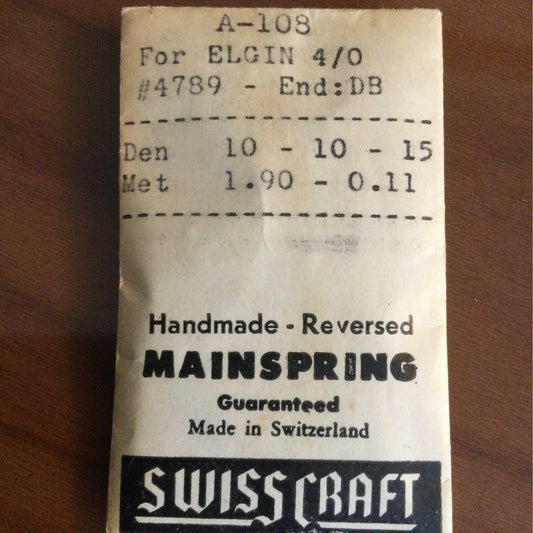 A-108
For ELGIN 4/0
#4789 - End:DB
Den 10 - 10 - 15
Met 1.90 - 0.11
Handmade - Reversed
MAINSPRING
Guaranteed
Made in Switzerland
SWISSCRAFT